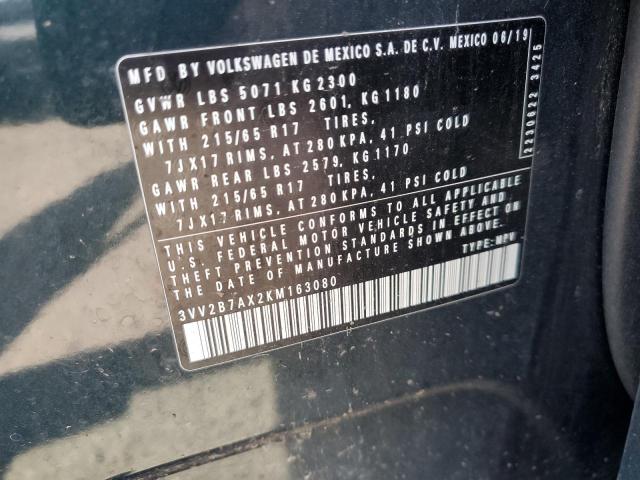 MFD BY VOLKSWAGEN DE MEXICO S.A. DE C.V. MEXICO 06/19
GVWR LBS 5071, KG 2300
GAWR FRONT LBS 2601, KG 1180
WITH 215/65 R17 TIRES,
7JX17 RIMS, AT 280 KPA, 41 PSI COLD
GAWR REAR LBS 2579, KG 1170
WITH 215/65 R17 TIRES,
7JX17 RIMS, AT 280 KPA, 41 PSI COLD
THIS VEHICLE CONFORMS TO ALL APPLICABLE
U.S. FEDERAL MOTOR VEHICLE SAFETY AND
THEFT PREVENTION STANDARDS IN EFFECT ON
THE DATE OF MANUFACTURE SHOWN ABOVE.
TYPE: MPV
3VV2B7AX2KM163080
2230622 3425